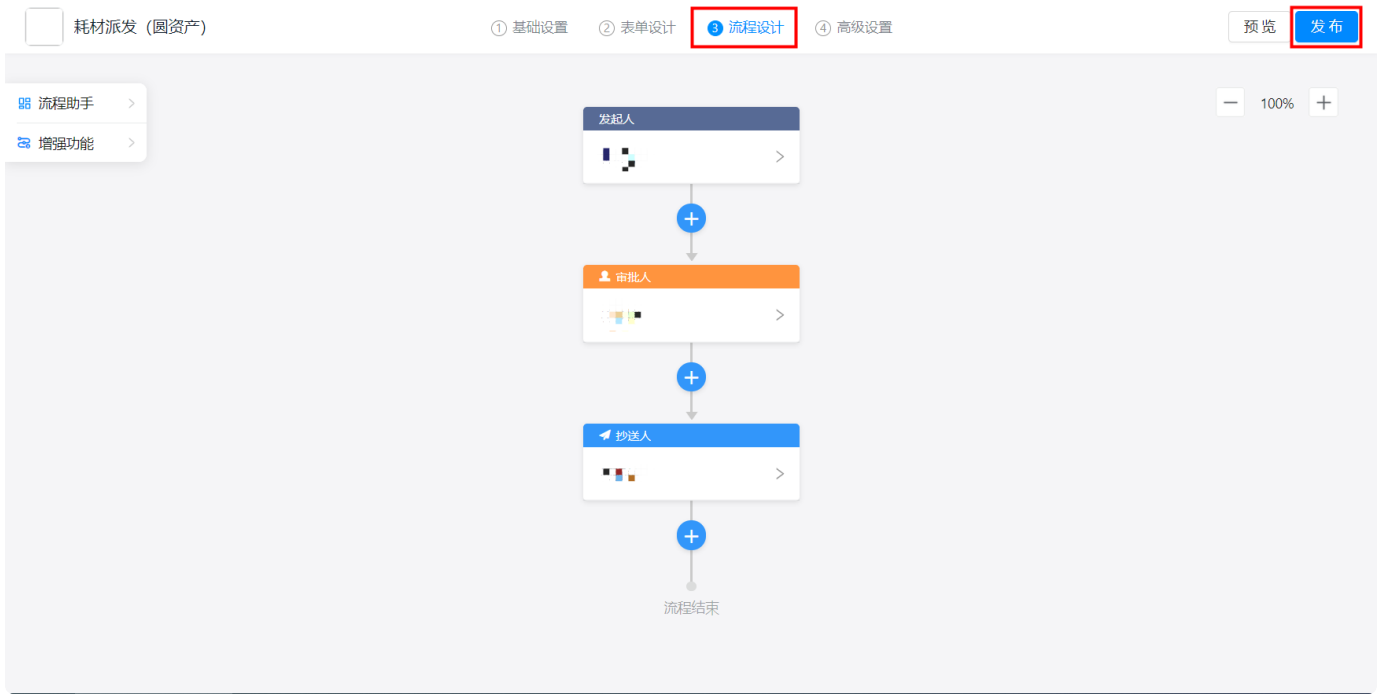 耗材派发（圆资产）
① 基础设置
② 表单设计
3 流程设计
④ 高级设置
预 览
发 布
流程助手
增强功能
100%
发起人
审批人
抄送人
流程结束